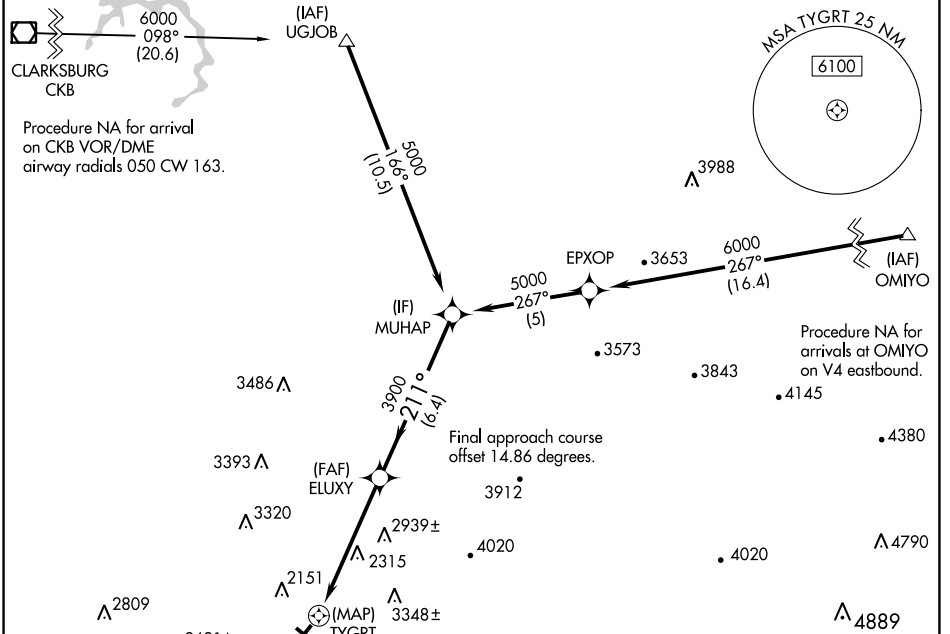 6000
098°
(20.6)
CLARKSBURG
CKB
(IAF)
UGJOB
MSA TYGRT 25 NM
6100
Procedure NA for arrival
on CKB VOR/DME
airway radials 050 CW 163.
5000
166°
(10.5)
3988
EPXOP
3653
6000
267°
(16.4)
(IAF)
OMIYO
5000
267°
(5)
(IF)
MUHAP
Procedure NA for
arrivals at OMIYO
on V4 eastbound.
3573
3843
4145
3486
3900
211°
(6.4)
4380
Final approach course
offset 14.86 degrees.
3393
(FAF)
ELUXY
3912
3320
2939±
4020
2315
4020
4790
2151
2809
3348±
4889
(MAP)
TYGRT